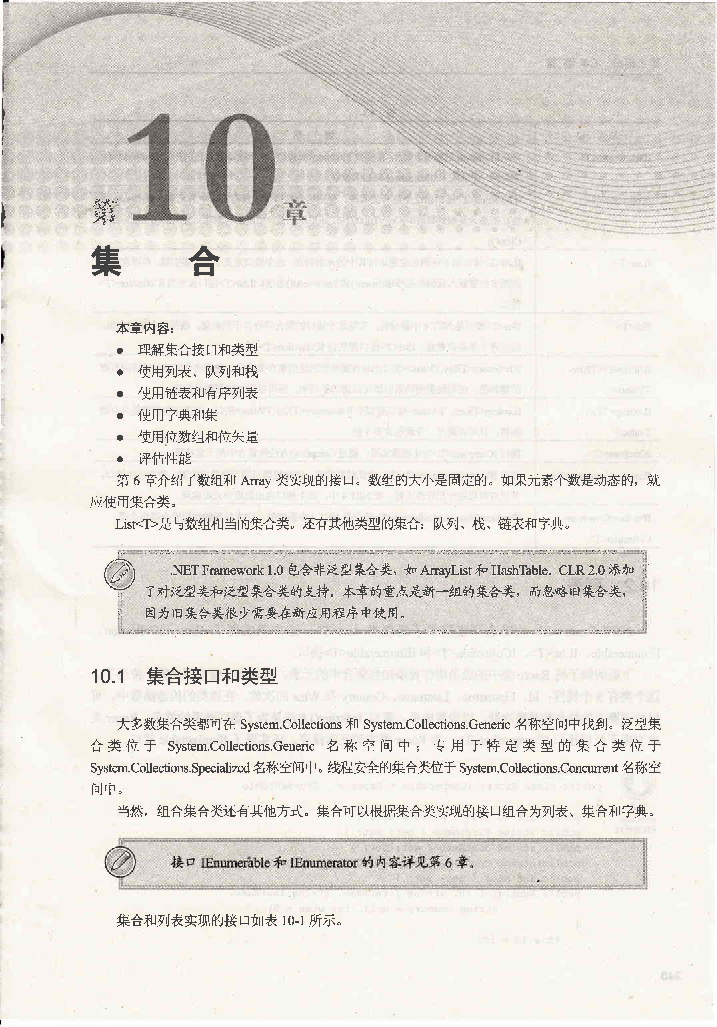 第10章
集 合
本章内容：
● 理解集合接口和类型
● 使用列表、队列和栈
● 使用链表和有序列表
● 使用字典和集
● 使用位数组和位矢量
● 评估性能
第 6 章介绍了数组和 Array 类实现的接口。数组的大小是固定的。如果元素个数是动态的，就
应使用集合类。
List<T>是与数组相当的集合类。还有其他类型的集合：队列、栈、链表和字典。
.NET Framework 1.0 包含非泛型集合类，如 ArrayList 和 HashTable. CLR 2.0 添加
了对泛型类和泛型集合类的支持。本章的重点是新一组的集合类，而忽略旧集合类，
因为旧集合类很少需要在新应用程序中使用。
10.1 集合接口和类型
大多数集合类都可在 System.Collections 和 System.Collections.Generic 名称空间中找到。泛型集
合类位于 System.Collections.Generic 名称空间中；专用于特定类型的集合类位于
System.Collections.Specialized 名称空间中。线程安全的集合类位于 System.Collections.Concurrent 名称空
间中。
当然，组合集合类还有其他方式。集合可以根据集合类实现的接口组合为列表、集合和字典。
接口 IEnumerable 和 IEnumerator 的内容详见第 6 章。
集合和列表实现的接口如表 10-1 所示。